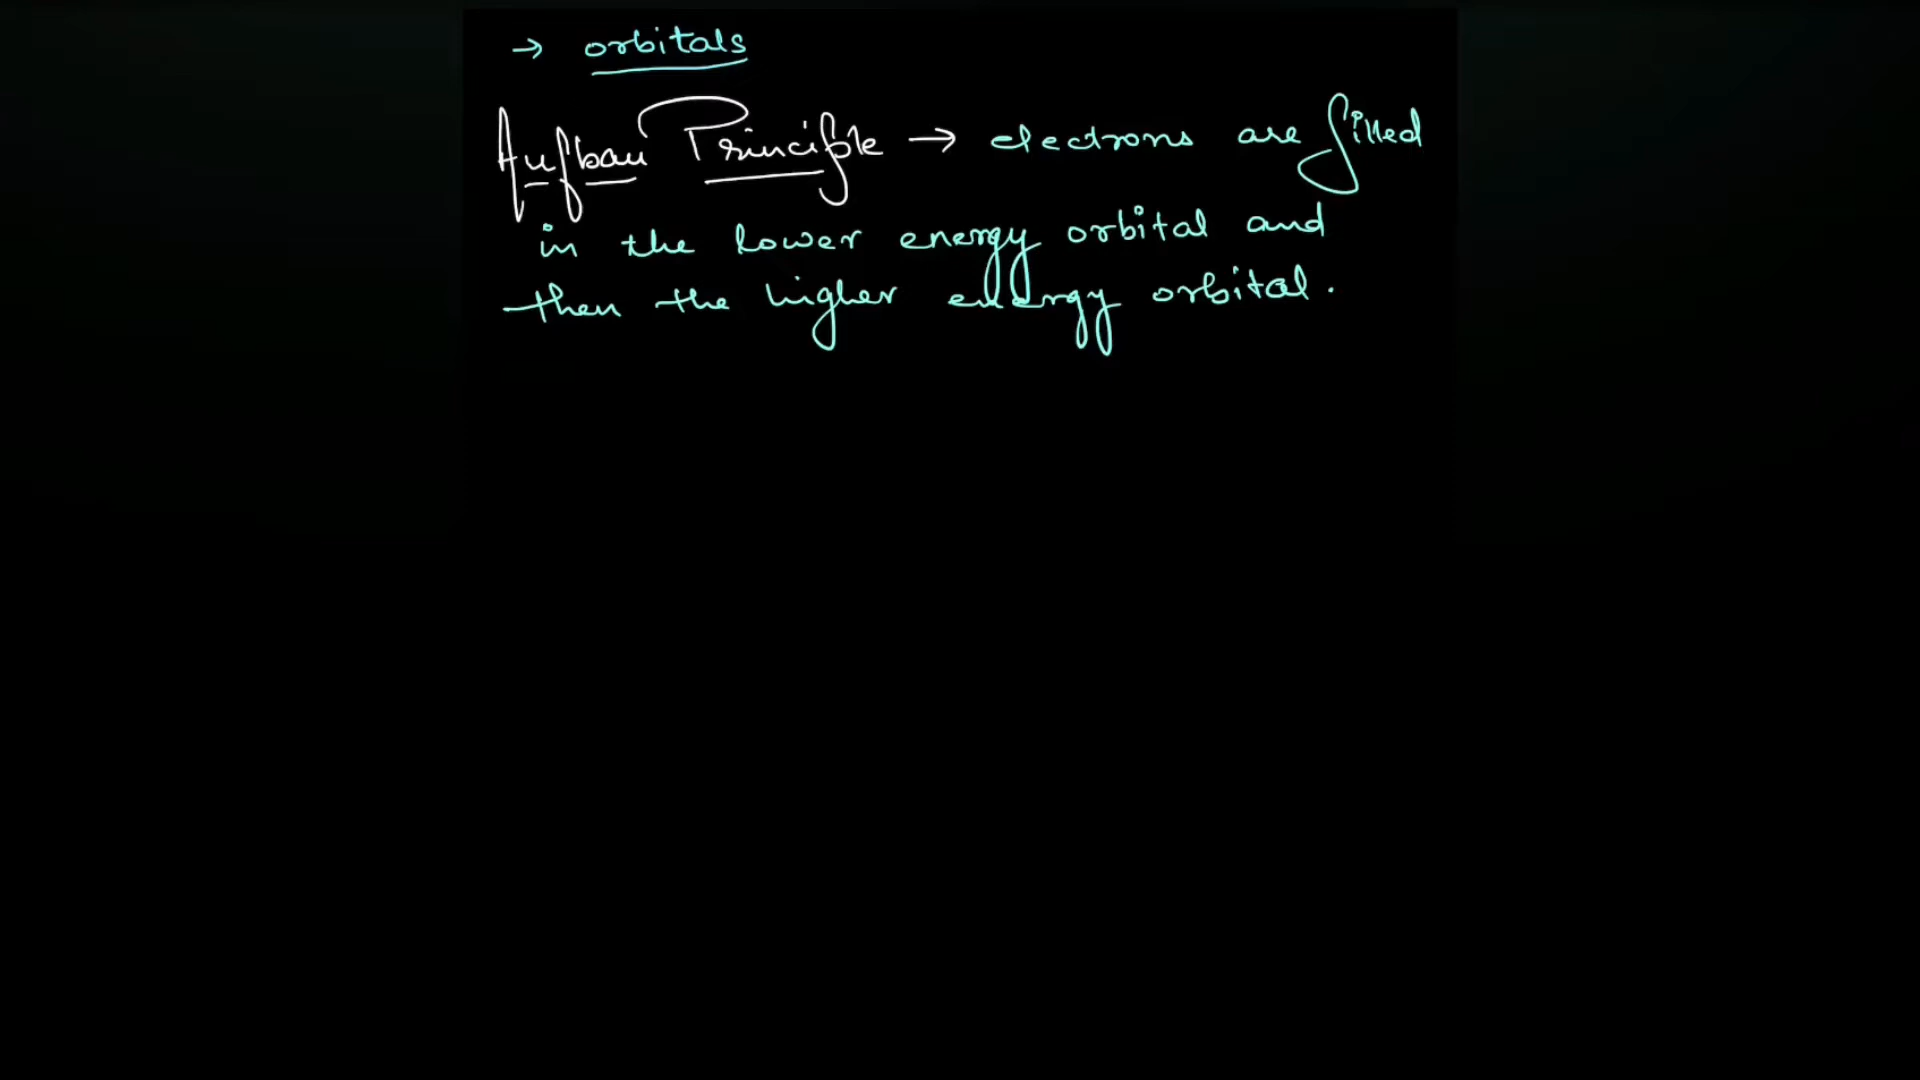 → orbitals
Aufbau Principle → electrons are filled
in the lower energy orbital and
then the higher energy orbital.